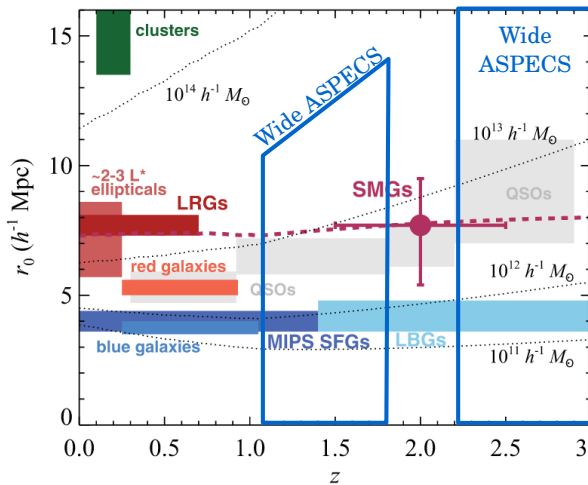 15
10
5
0
r₀ (h⁻¹ Mpc)
clusters
10¹⁴ h⁻¹ M⊙
Wide ASPECS
Wide
ASPECS
10¹³ h⁻¹ M⊙
~2-3 L*
ellipticals
LRGs
SMGs
QSOs
red galaxies
QSOs
10¹² h⁻¹ M⊙
blue galaxies
MIPS SFGs
LBGs
10¹¹ h⁻¹ M⊙
0.0 0.5 1.0 1.5 2.0 2.5 3
z